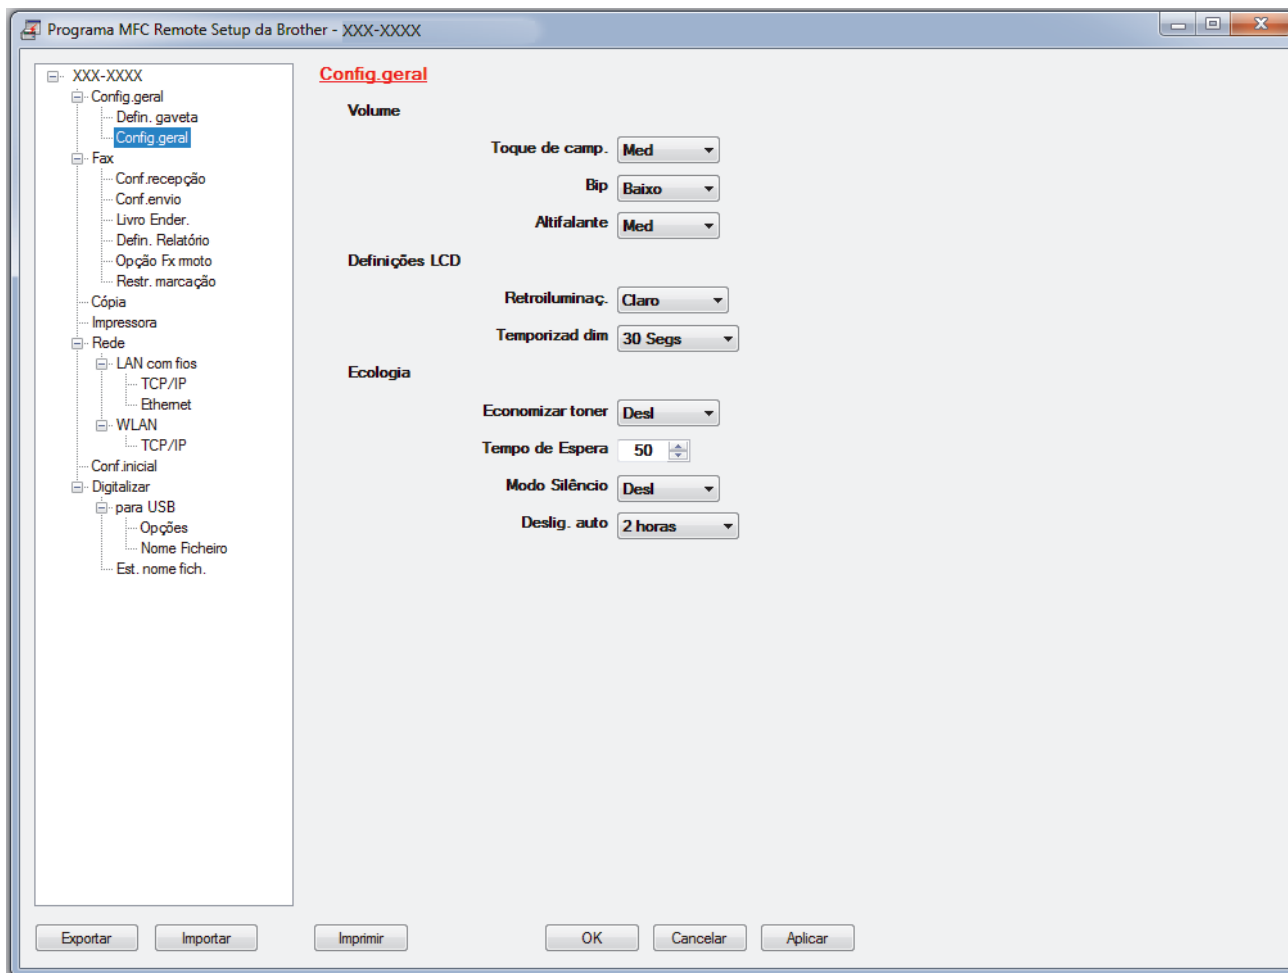 Programa MFC Remote Setup da Brother - XXX-XXXX
XXX-XXXX
Config.geral
Defin. gaveta
Config.geral
Fax
Conf.recepção
Conf.envio
Livro Ender.
Defin. Relatório
Opção Fx rmoto
Restr. marcação
Cópia
Impressora
Rede
LAN com fios
TCP/IP
Ethernet
WLAN
TCP/IP
Conf.inicial
Digitalizar
para USB
Opções
Nome Ficheiro
Est. nome fich.
Config.geral
Volume
Toque de camp. Med
Bip Baixo
Altifalante Med
Definições LCD
Retroiluminaç. Claro
Temporizad dim 30 Segs
Ecologia
Economizar toner Desl
Tempo de Espera 50
Modo Silêncio Desl
Deslig. auto 2 horas
Exportar Importar Imprimir OK Cancelar Aplicar